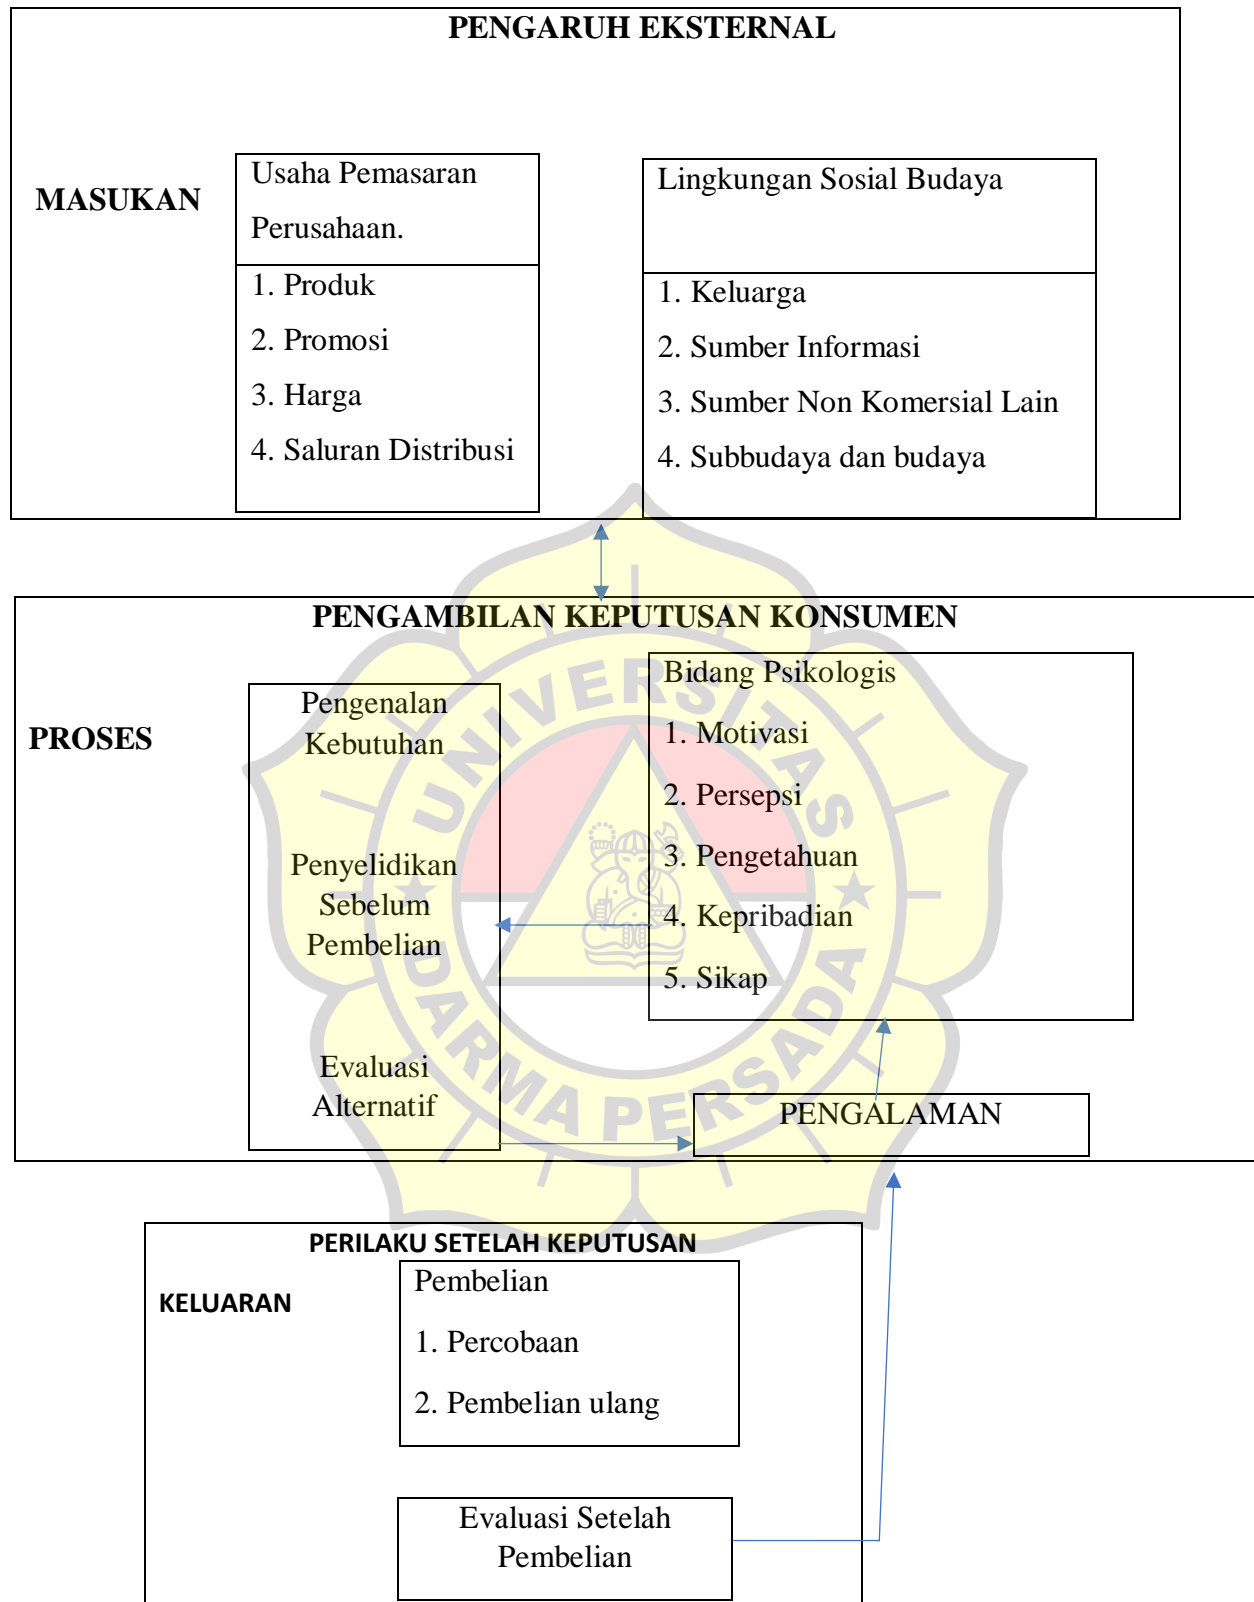 PENGARUH EKSTERNAL
MASUKAN
Usaha Pemasaran
Perusahaan.
1. Produk
2. Promosi
3. Harga
4. Saluran Distribusi
Lingkungan Sosial Budaya
1. Keluarga
2. Sumber Informasi
3. Sumber Non Komersial Lain
4. Subbudaya dan budaya
PENGAMBILAN KEPUTUSAN KONSUMEN
PROSES
Pengenalan
Kebutuhan
Penyelidikan
Sebelum
Pembelian
Evaluasi
Alternatif
Bidang Psikologis
1. Motivasi
2. Persepsi
3. Pengetahuan
4. Kepribadian
5. Sikap
PENGALAMAN
UNIVERSITAS
DARMA PERSADA
PERILAKU SETELAH KEPUTUSAN
KELUARAN
Pembelian
1. Percobaan
2. Pembelian ulang
Evaluasi Setelah
Pembelian